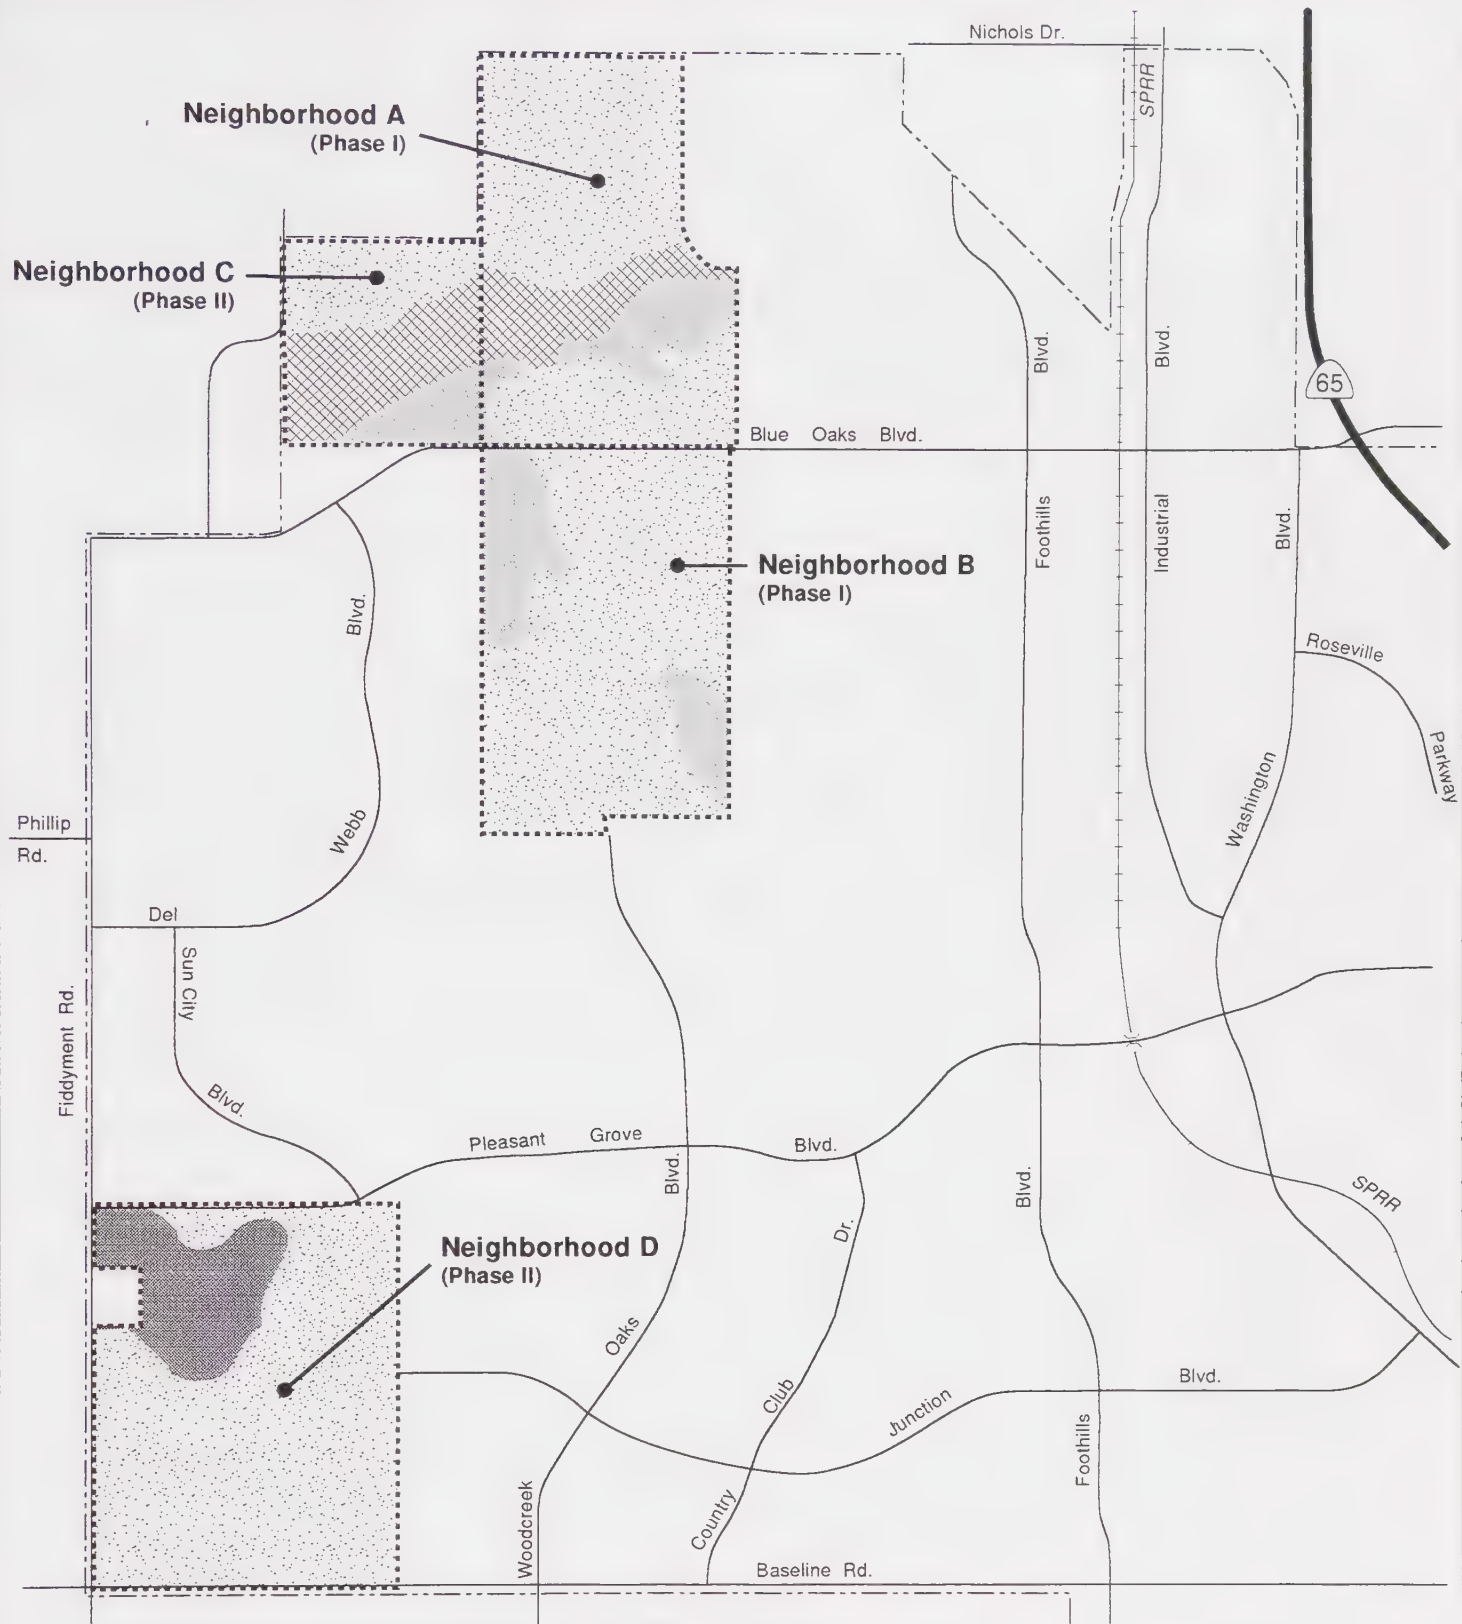 Nichols Dr.
SPRR
Neighborhood A
(Phase I)
Neighborhood C
(Phase II)
Blvd.
Blvd.
65
Blue Oaks Blvd.
Foothills
Industrial
Blvd.
Neighborhood B
(Phase I)
Blvd.
Roseville
Parkway
Washington
Webb
Phillip
Rd.
Del
Sun City
Fiddyment Rd.
Blvd.
Pleasant Grove Blvd.
Blvd.
Blvd.
SPRR
Dr.
Neighborhood D
(Phase II)
Oaks
Club
Junction
Blvd.
Foothills
Woodcreek
Country
Baseline Rd.